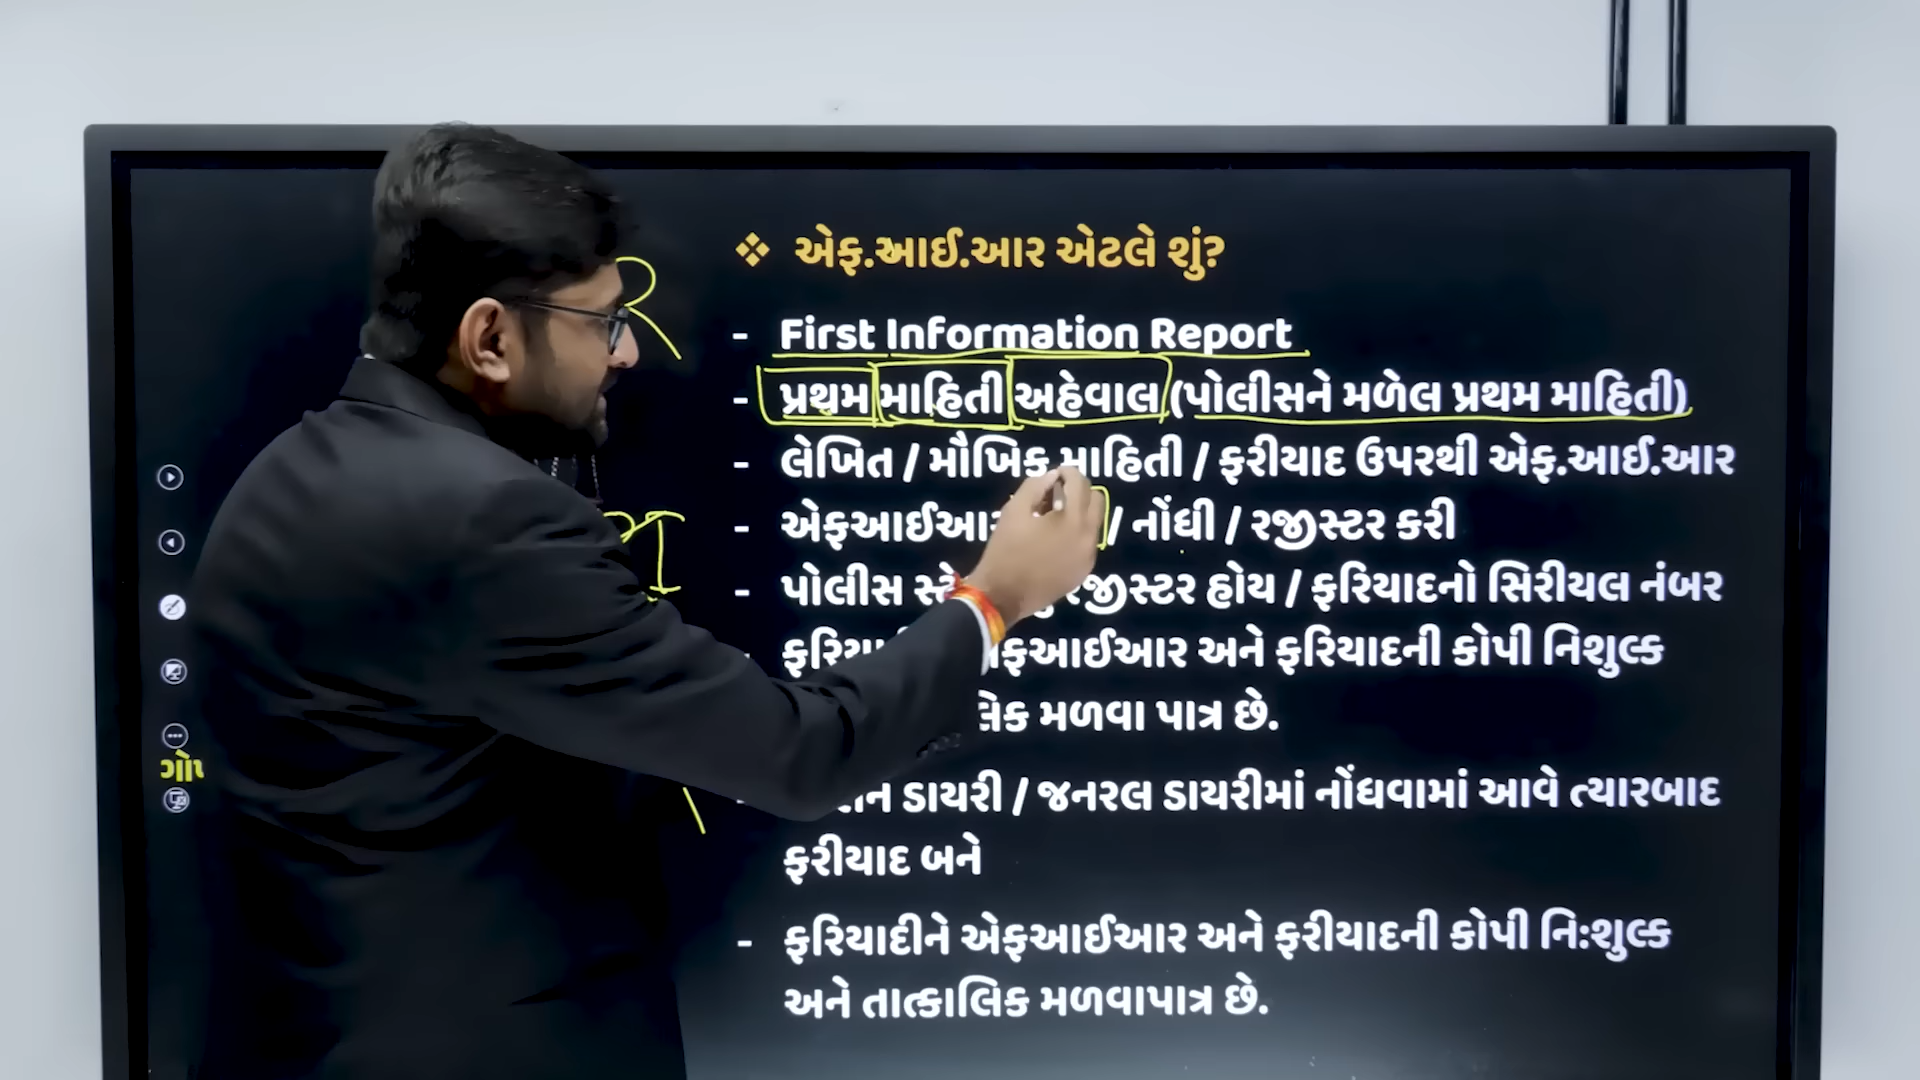 ❖ એફ.આઈ.આર એટલે શું?
- First Information Report
- પ્રથમ માહિતી અહેવાલ (પોલીસને મળેલ પ્રથમ માહિતી)
- લેખિત / મૌખિક માહિતી / ફરીયાદ ઉપરથી એફ.આઈ.આર
- એફઆઈઆર / નોંધી / રજીસ્ટર કરી
- પોલીસ રજીસ્ટર હોય / ફરિયાદનો સિરીયલ નંબર
એફઆઈઆર અને ફરિયાદની કોપી નિશુલ્ક
મળવા પાત્ર છે.
ડાયરી / જનરલ ડાયરીમાં નોંધવામાં આવે ત્યારબાદ
ફરીયાદ બને
- ફરિયાદીને એફઆઈઆર અને ફરીયાદની કોપી નિ:શુલ્ક
અને તાત્કાલિક મળવાપાત્ર છે.